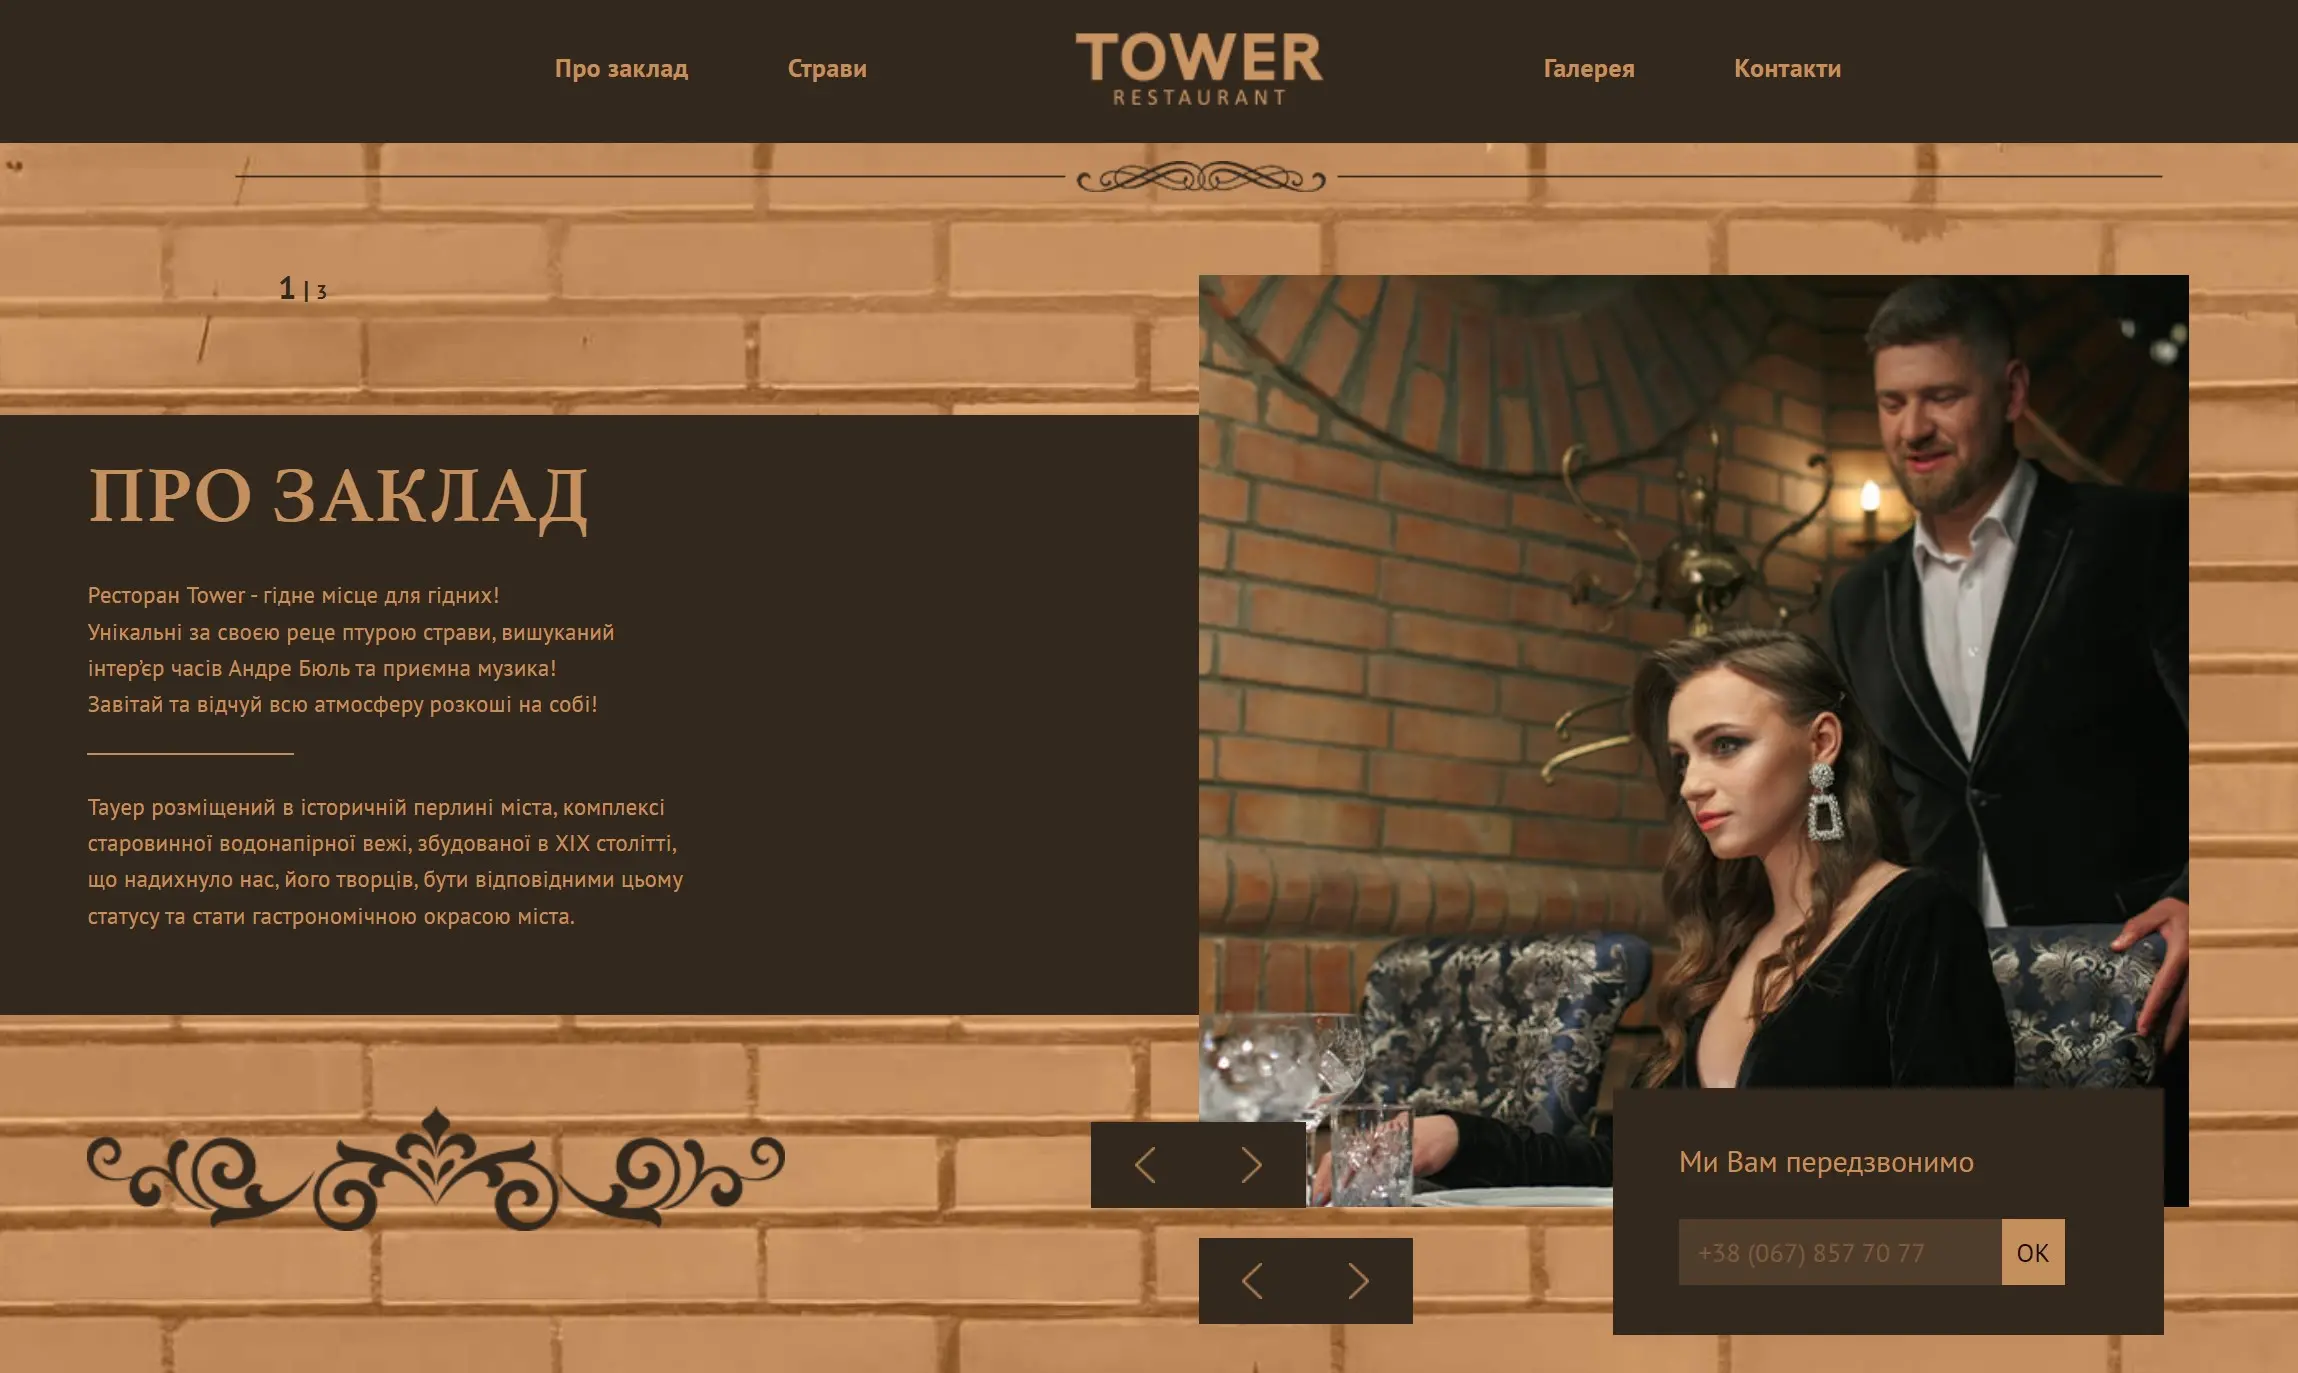 Про заклад
Страви
TOWER
RESTAURANT
Галерея
Контакти
1 | 3
ПРО ЗАКЛАД
Ресторан Tower - гідне місце для гідних!
Унікальні за своєю реце птурою страви, вишуканий
інтер’єр часів Андре Бюль та приємна музика!
Завітай та відчуй всю атмосферу розкоші на собі!
Тауер розміщений в історичній перлині міста, комплексі
старовинної водонапірної вежі, збудованої в XIX столітті,
що надихнуло нас, його творців, бути відповідними цьому
статусу та стати гастрономічною окрасою міста.
Ми Вам передзвонимо
+38 (067) 857 70 77
OK